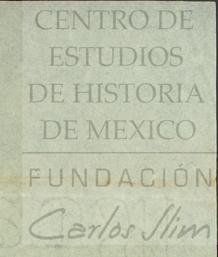 CENTRO DE
ESTUDIOS
DE HISTORIA
DE MEXICO
FUNDACIÓN
Carlos Slim